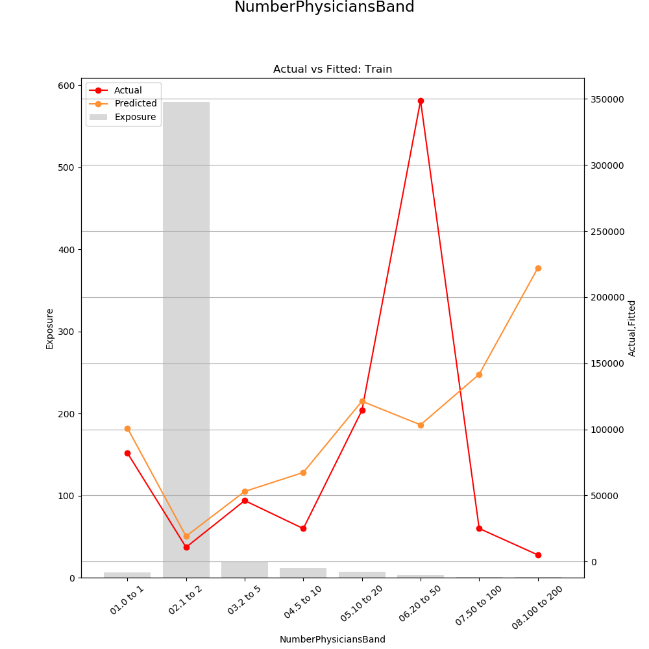 NumberPhysiciansBand
Actual vs Fitted: Train
Actual
Predicted
Exposure
600
500
400
300
200
100
0
Exposure
350000
300000
250000
200000
150000
100000
50000
0
Actual,Fitted
01.0 to 1
02.1 to 2
03.2 to 5
04.5 to 10
05.10 to 20
06.20 to 50
07.50 to 100
08.100 to 200
NumberPhysiciansBand